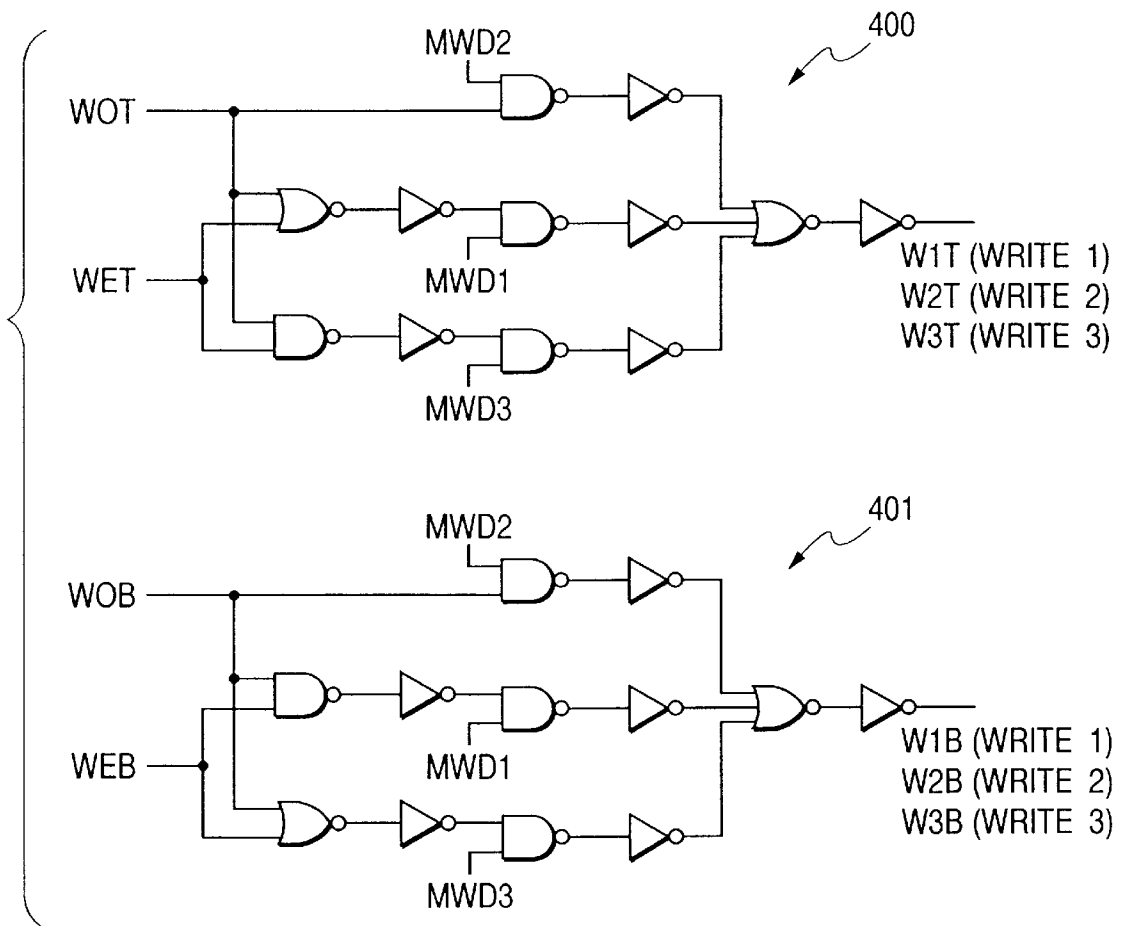 MWD2
400
WOT
WET
MWD1
W1T (WRITE 1)
W2T (WRITE 2)
W3T (WRITE 3)
MWD3
MWD2
401
WOB
WEB
MWD1
W1B (WRITE 1)
W2B (WRITE 2)
W3B (WRITE 3)
MWD3